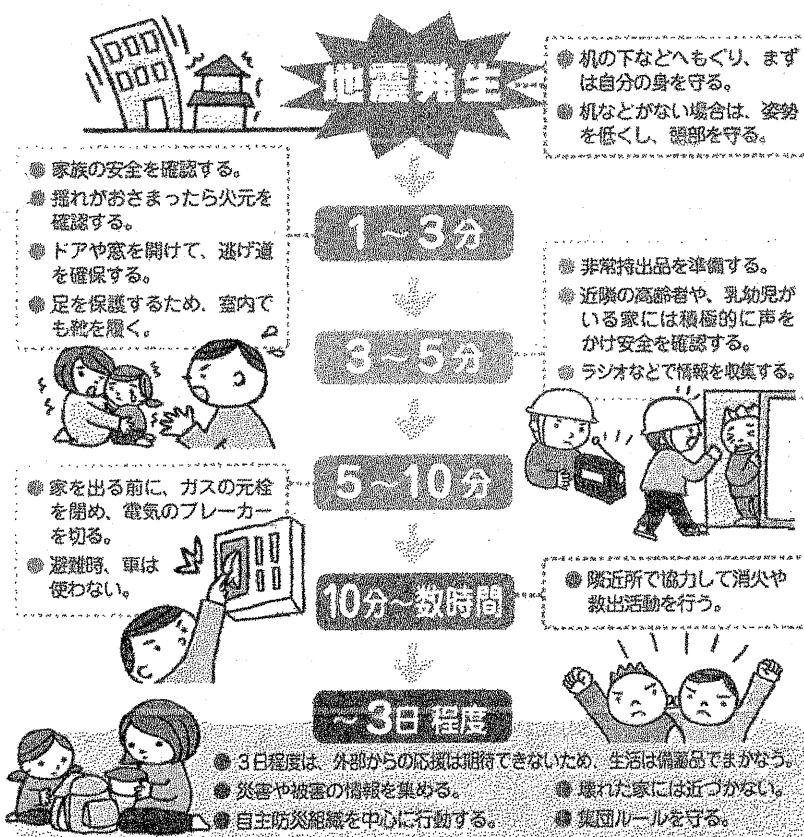 地震発生
● 机の下などへもぐり、まず
は自分の身を守る。
● 机などがない場合は、姿勢
を低くし、頭部を守る。
1～3分
● 家族の安全を確認する。
● 揺れがおさまったら火元を
確認する。
● ドアや窓を開けて、逃げ道
を確保する。
● 足を保護するため、室内で
も靴を履く。
3～5分
● 非常持出品を準備する。
● 近隣の高齢者や、乳幼児が
いる家には積極的に声を
かけ安全を確認する。
● ラジオなどで情報を収集する。
5～10分
● 家を出る前に、ガスの元栓
を閉め、電気のブレーカー
を切る。
● 避難時、車は
使わない。
10分～数時間
● 隣近所で協力して消火や
救出活動を行う。
～3日程度
● 3日程度は、外部からの応援は期待できないため、生活は備蓄品でまかなう。
● 災害や被害の情報を集める。
● 壊れた家には近づかない。
● 自主防災組織を中心に行動する。
● 集団ルールを守る。